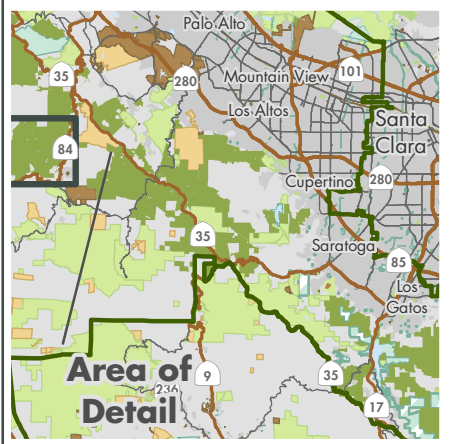 Palo Alto
35
280
Mountain View
101
Los Altos
Santa
Clara
84
Cupertino
280
35
Saratoga
85
Los
Gatos
Area of
Detail
236
9
35
17